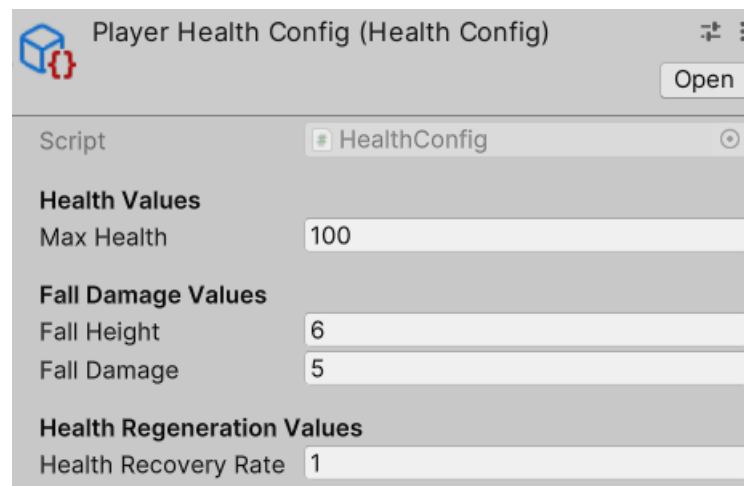 Player Health Config (Health Config)
Open
Script # HealthConfig
Health Values
Max Health 100
Fall Damage Values
Fall Height 6
Fall Damage 5
Health Regeneration Values
Health Recovery Rate 1